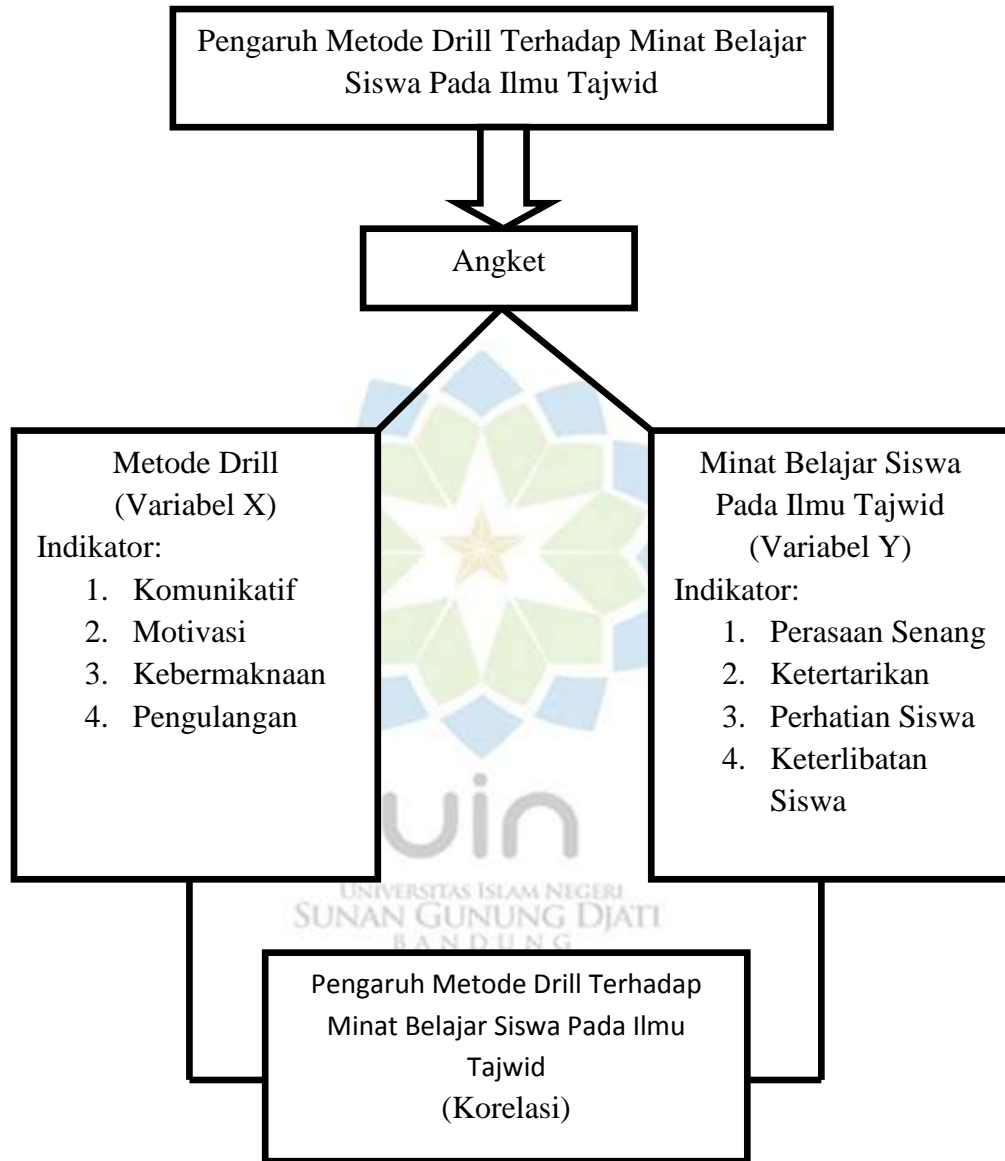 Pengaruh Metode Drill Terhadap Minat Belajar
Siswa Pada Ilmu Tajwid
Angket
Metode Drill
(Variabel X)
Indikator:
1. Komunikatif
2. Motivasi
3. Kebermaknaan
4. Pengulangan
Minat Belajar Siswa
Pada Ilmu Tajwid
(Variabel Y)
Indikator:
1. Perasaan Senang
2. Ketertarikan
3. Perhatian Siswa
4. Keterlibatan
Siswa
uin
UNIVERSITAS ISLAM NEGERI
SUNAN GUNUNG DJATI
BANDUNG
Pengaruh Metode Drill Terhadap
Minat Belajar Siswa Pada Ilmu
Tajwid
(Korelasi)